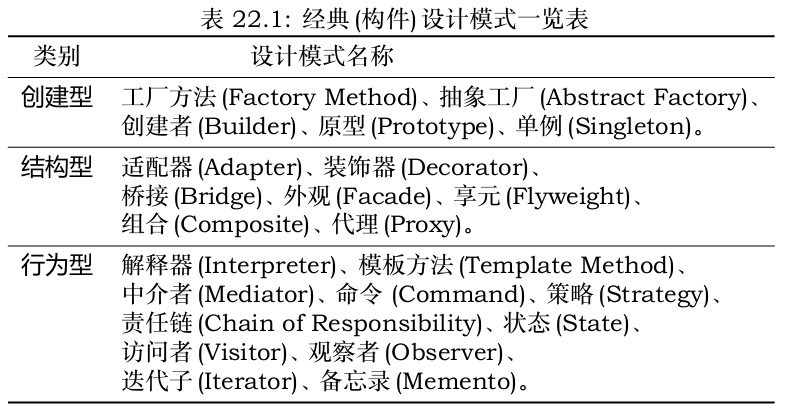 表 22.1: 经典(构件)设计模式一览表
类别 设计模式名称
创建型 工厂方法(Factory Method)、抽象工厂(Abstract Factory)、
创建者(Builder)、原型(Prototype)、单例(Singleton)。
结构型 适配器(Adapter)、装饰器(Decorator)、
桥接(Bridge)、外观(Facade)、享元(Flyweight)、
组合(Composite)、代理(Proxy)。
行为型 解释器(Interpreter)、模板方法(Template Method)、
中介者(Mediator)、命令 (Command)、策略(Strategy)、
责任链(Chain of Responsibility)、状态(State)、
访问者(Visitor)、观察者(Observer)、
迭代子(Iterator)、备忘录(Memento)。